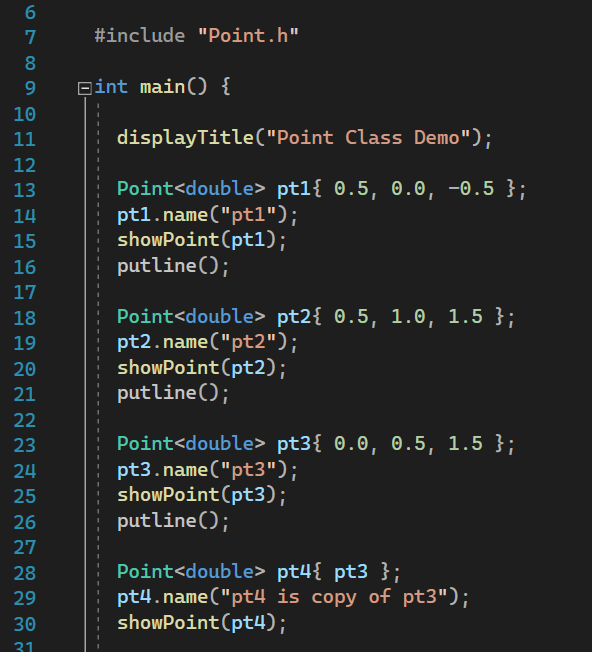 6
7 #include "Point.h"
8
9 int main() {
10
11 displayTitle("Point Class Demo");
12
13 Point<double> pt1{ 0.5, 0.0, -0.5 };
14 pt1.name("pt1");
15 showPoint(pt1);
16 putline();
17
18 Point<double> pt2{ 0.5, 1.0, 1.5 };
19 pt2.name("pt2");
20 showPoint(pt2);
21 putline();
22
23 Point<double> pt3{ 0.0, 0.5, 1.5 };
24 pt3.name("pt3");
25 showPoint(pt3);
26 putline();
27
28 Point<double> pt4{ pt3 };
29 pt4.name("pt4 is copy of pt3");
30 showPoint(pt4);
31